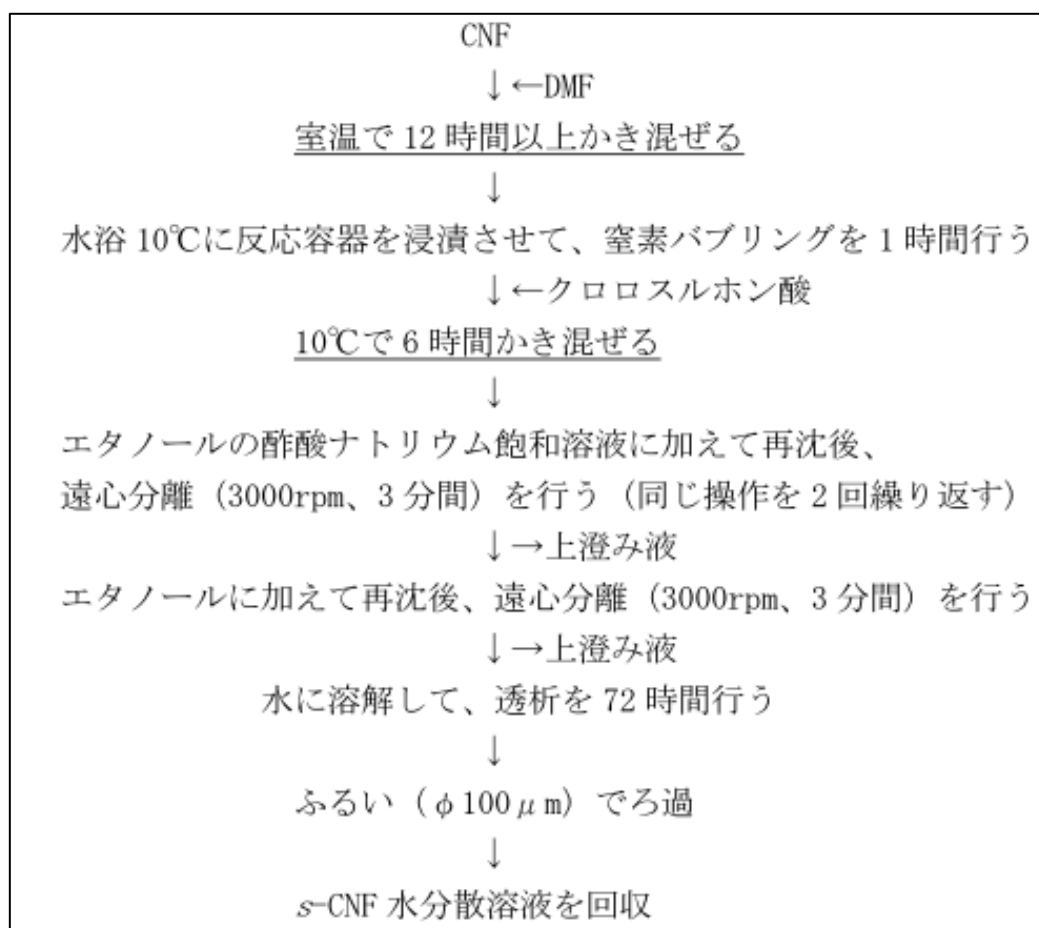 CNF
↓←DMF
室温で12時間以上かき混ぜる
↓
水浴10℃に反応容器を浸漬させて、窒素バブリングを1時間行う
↓←クロロスルホン酸
10℃で6時間かき混ぜる
↓
エタノールの酢酸ナトリウム飽和溶液に加えて再沈後、
遠心分離（3000rpm、3分間）を行う（同じ操作を2回繰り返す）
↓→上澄み液
エタノールに加えて再沈後、遠心分離（3000rpm、3分間）を行う
↓→上澄み液
水に溶解して、透析を72時間行う
↓
ふるい（φ100μm）でろ過
↓
s-CNF水分散溶液を回収